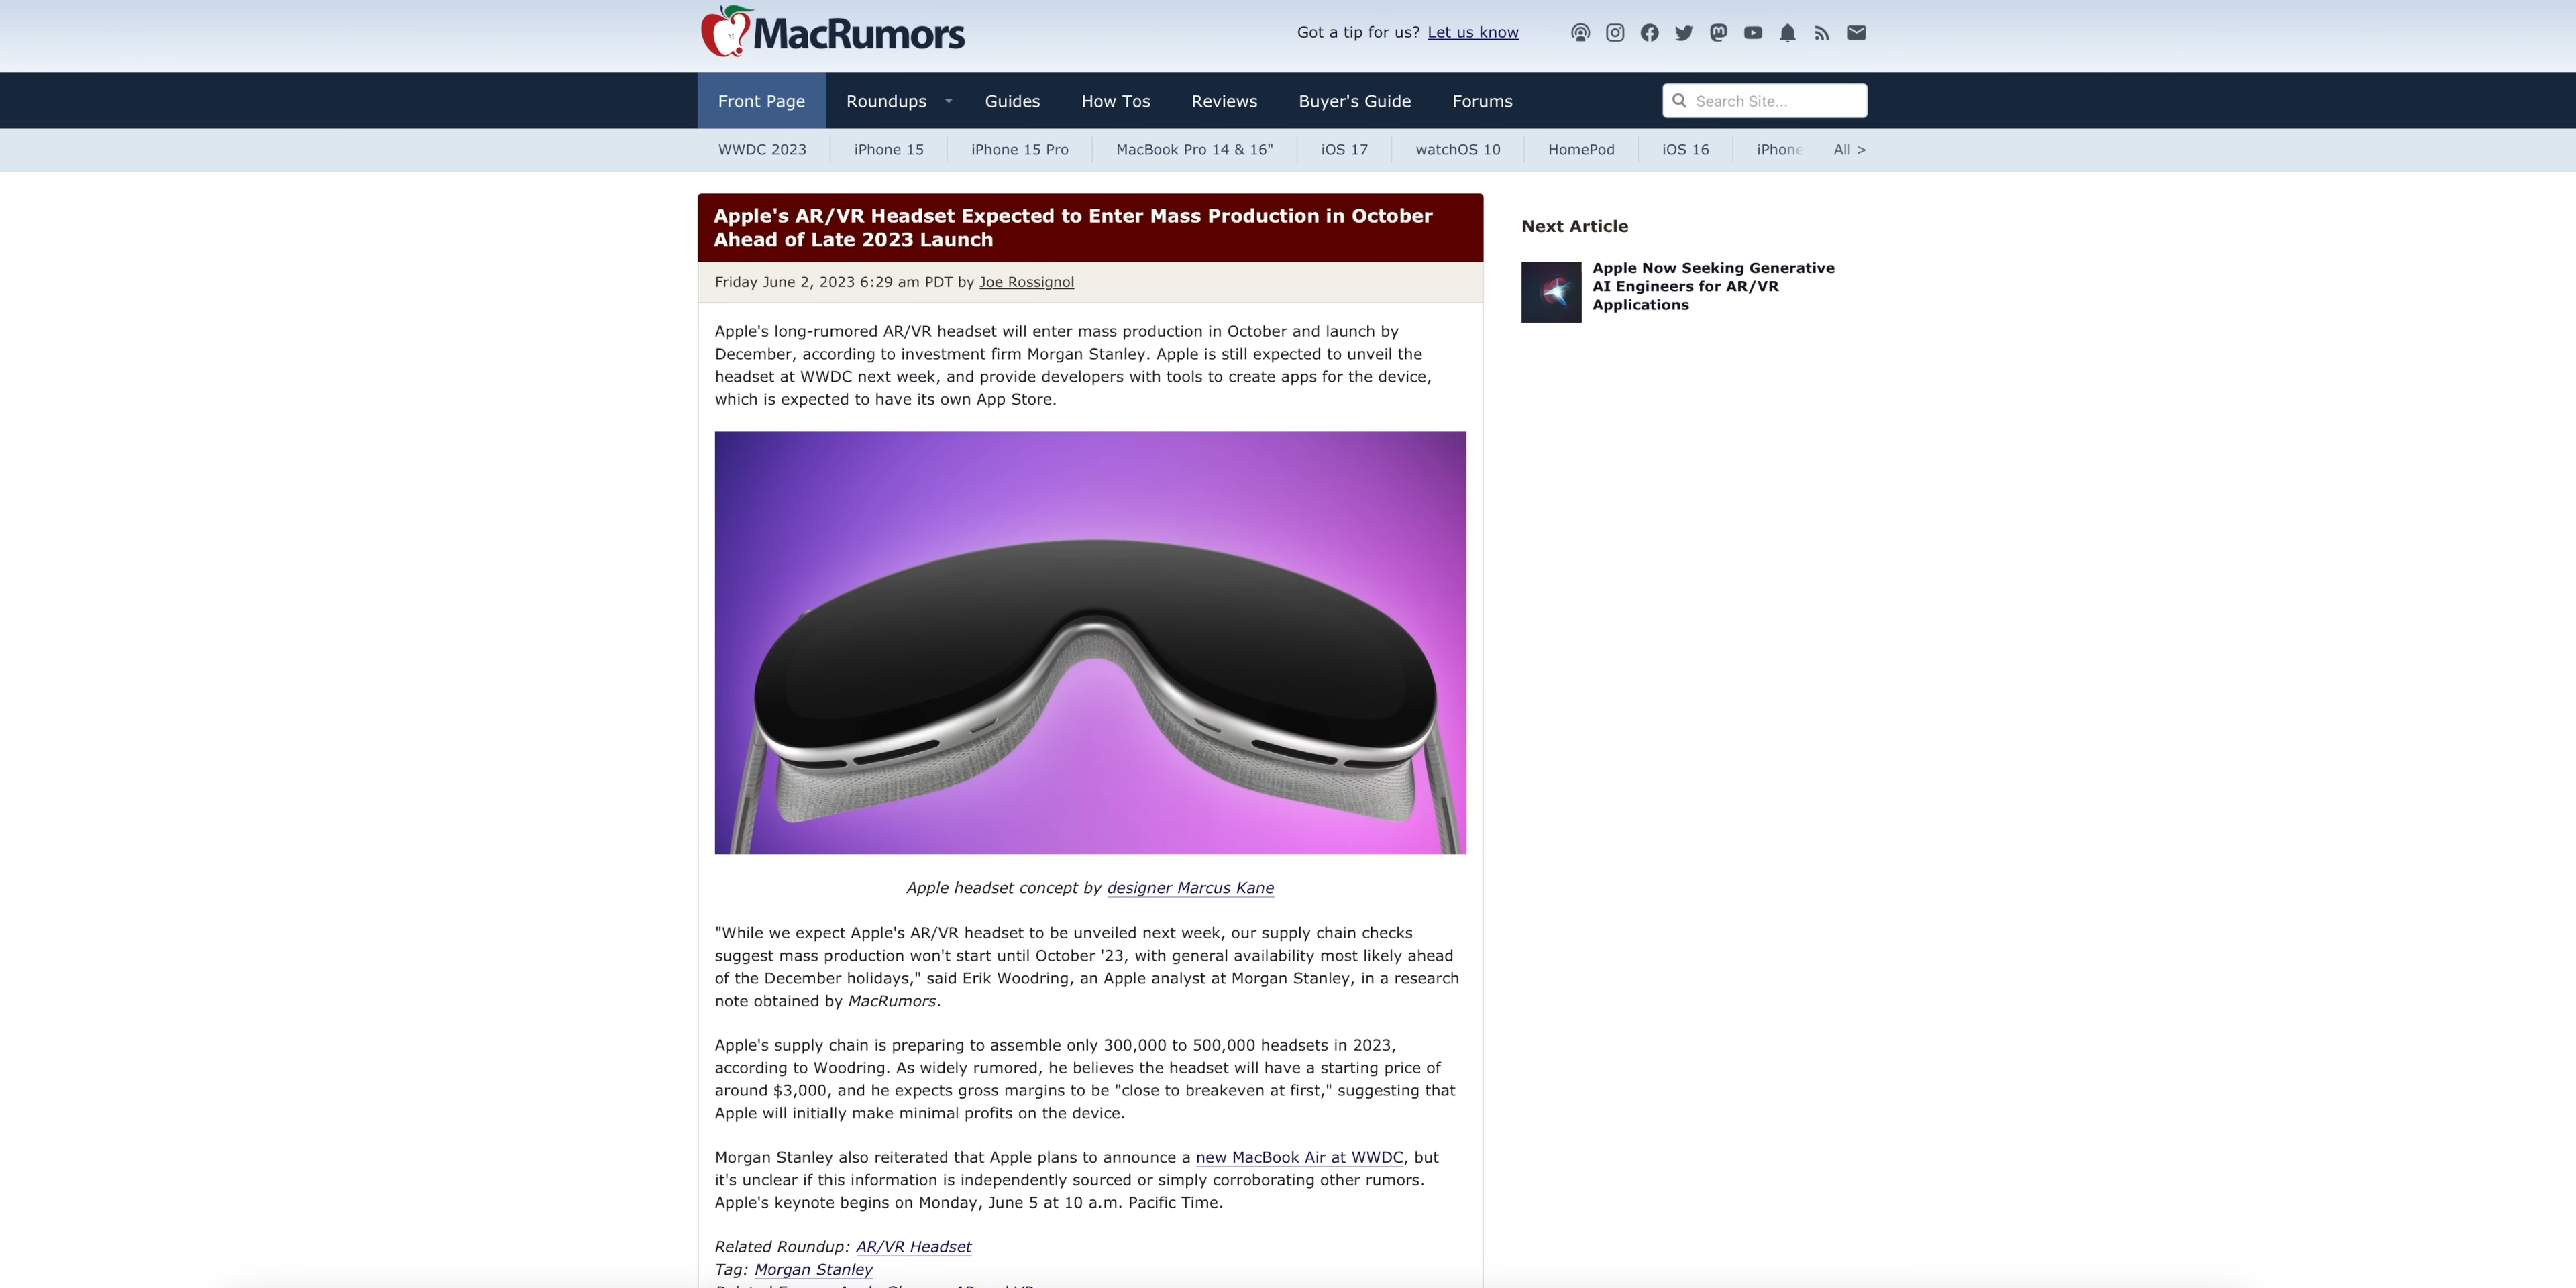 MacRumors
Got a tip for us? Let us know
Front Page
Roundups
Guides
How Tos
Reviews
Buyer's Guide
Forums
Search Site...
WWDC 2023
iPhone 15
iPhone 15 Pro
MacBook Pro 14 & 16"
iOS 17
watchOS 10
HomePod
iOS 16
iPhone
All >
Apple's AR/VR Headset Expected to Enter Mass Production in October
Ahead of Late 2023 Launch
Friday June 2, 2023 6:29 am PDT by Joe Rossignol
Apple's long-rumored AR/VR headset will enter mass production in October and launch by
December, according to investment firm Morgan Stanley. Apple is still expected to unveil the
headset at WWDC next week, and provide developers with tools to create apps for the device,
which is expected to have its own App Store.
Apple headset concept by designer Marcus Kane
"While we expect Apple's AR/VR headset to be unveiled next week, our supply chain checks
suggest mass production won't start until October '23, with general availability most likely ahead
of the December holidays," said Erik Woodring, an Apple analyst at Morgan Stanley, in a research
note obtained by MacRumors.
Apple's supply chain is preparing to assemble only 300,000 to 500,000 headsets in 2023,
according to Woodring. As widely rumored, he believes the headset will have a starting price of
around $3,000, and he expects gross margins to be "close to breakeven at first," suggesting that
Apple will initially make minimal profits on the device.
Morgan Stanley also reiterated that Apple plans to announce a new MacBook Air at WWDC, but
it's unclear if this information is independently sourced or simply corroborating other rumors.
Apple's keynote begins on Monday, June 5 at 10 a.m. Pacific Time.
Related Roundup: AR/VR Headset
Tag: Morgan Stanley
Next Article
Apple Now Seeking Generative
AI Engineers for AR/VR
Applications